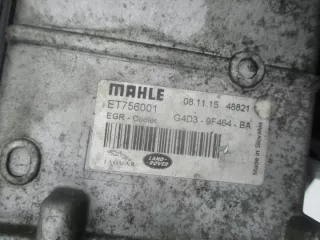 MAHLE
08.11.15 48821
ET756001
EGR - Cooler G4D3 - 9F464 - BA
JAGUAR
LAND-ROVER
Made in Slovakia